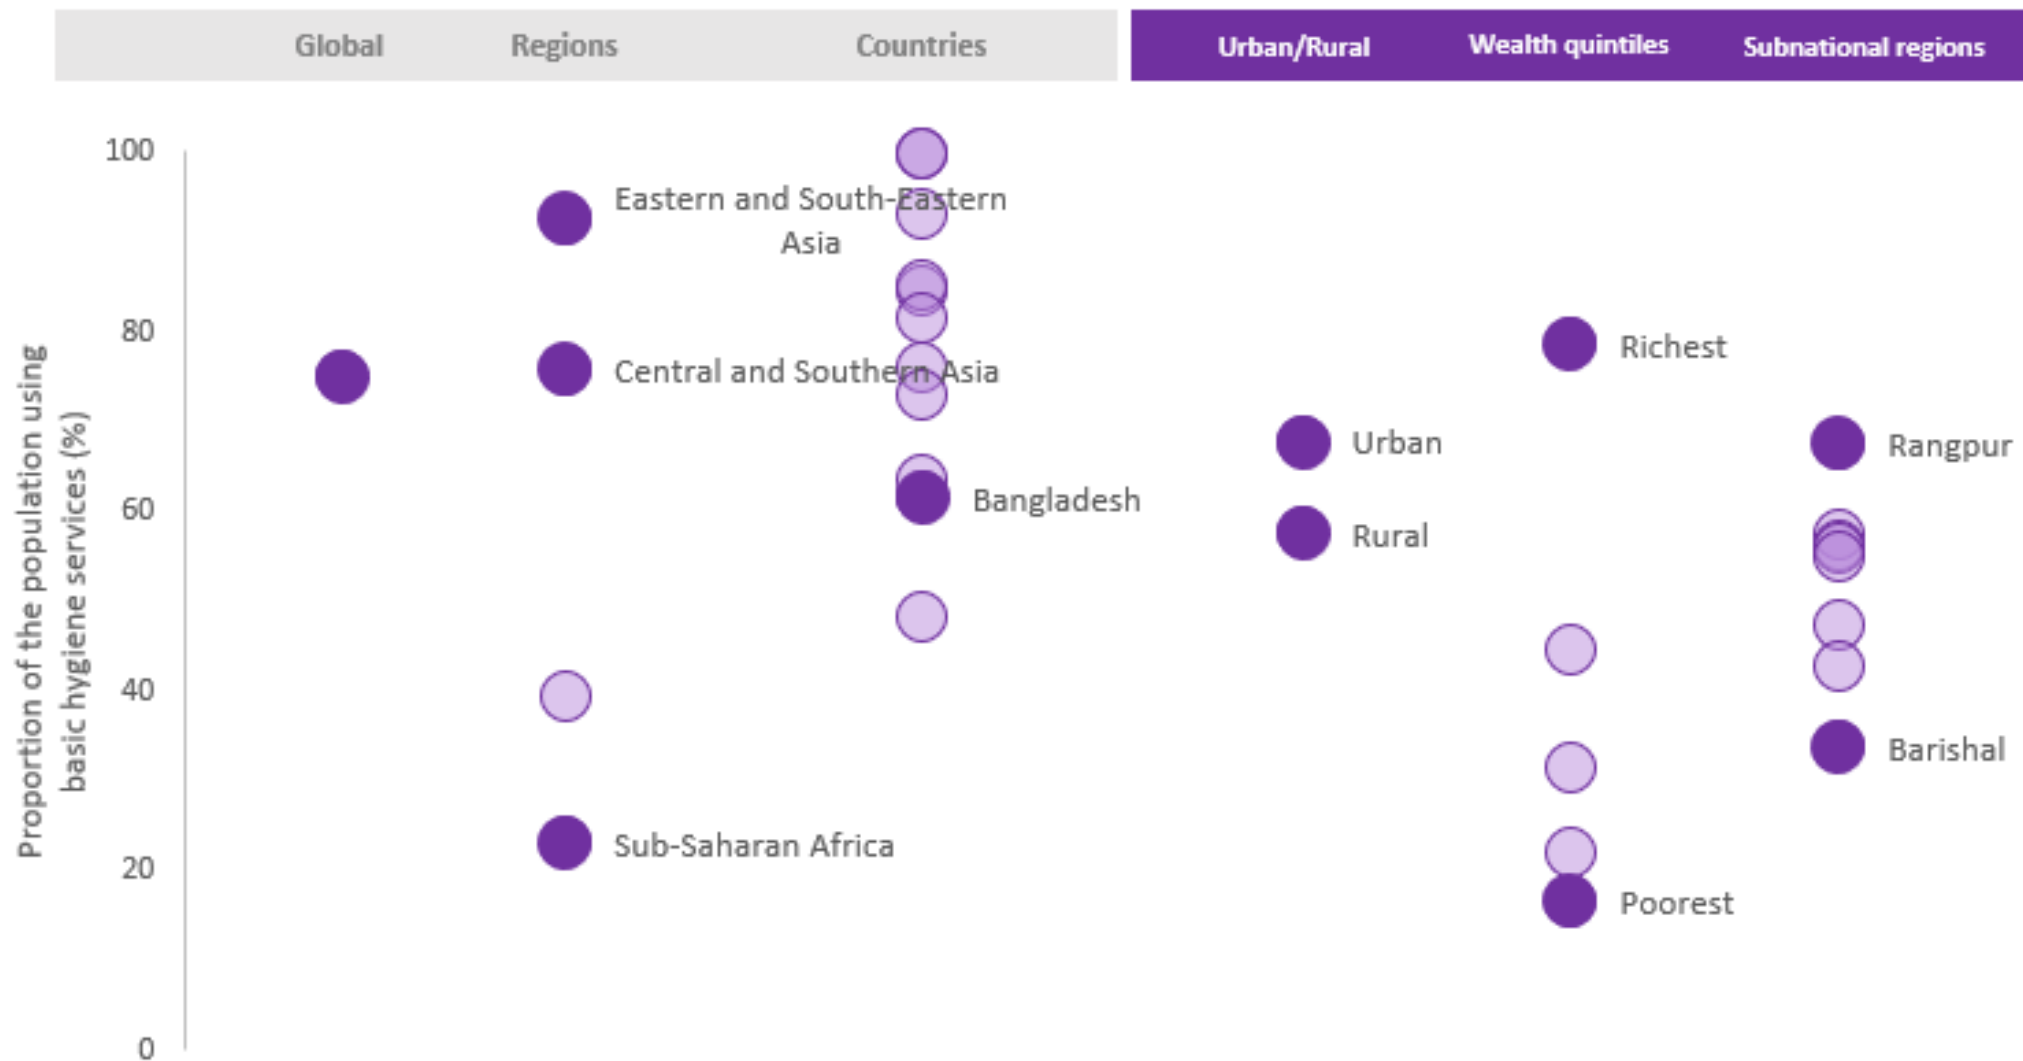 Global Regions Countries Urban/Rural Wealth quintiles Subnational regions
Proportion of the population using
basic hygiene services (%)
100
80
60
40
20
0
Eastern and South-Eastern
Asia
Central and Southern Asia
Sub-Saharan Africa
Bangladesh
Urban
Rural
Richest
Poorest
Rangpur
Barishal